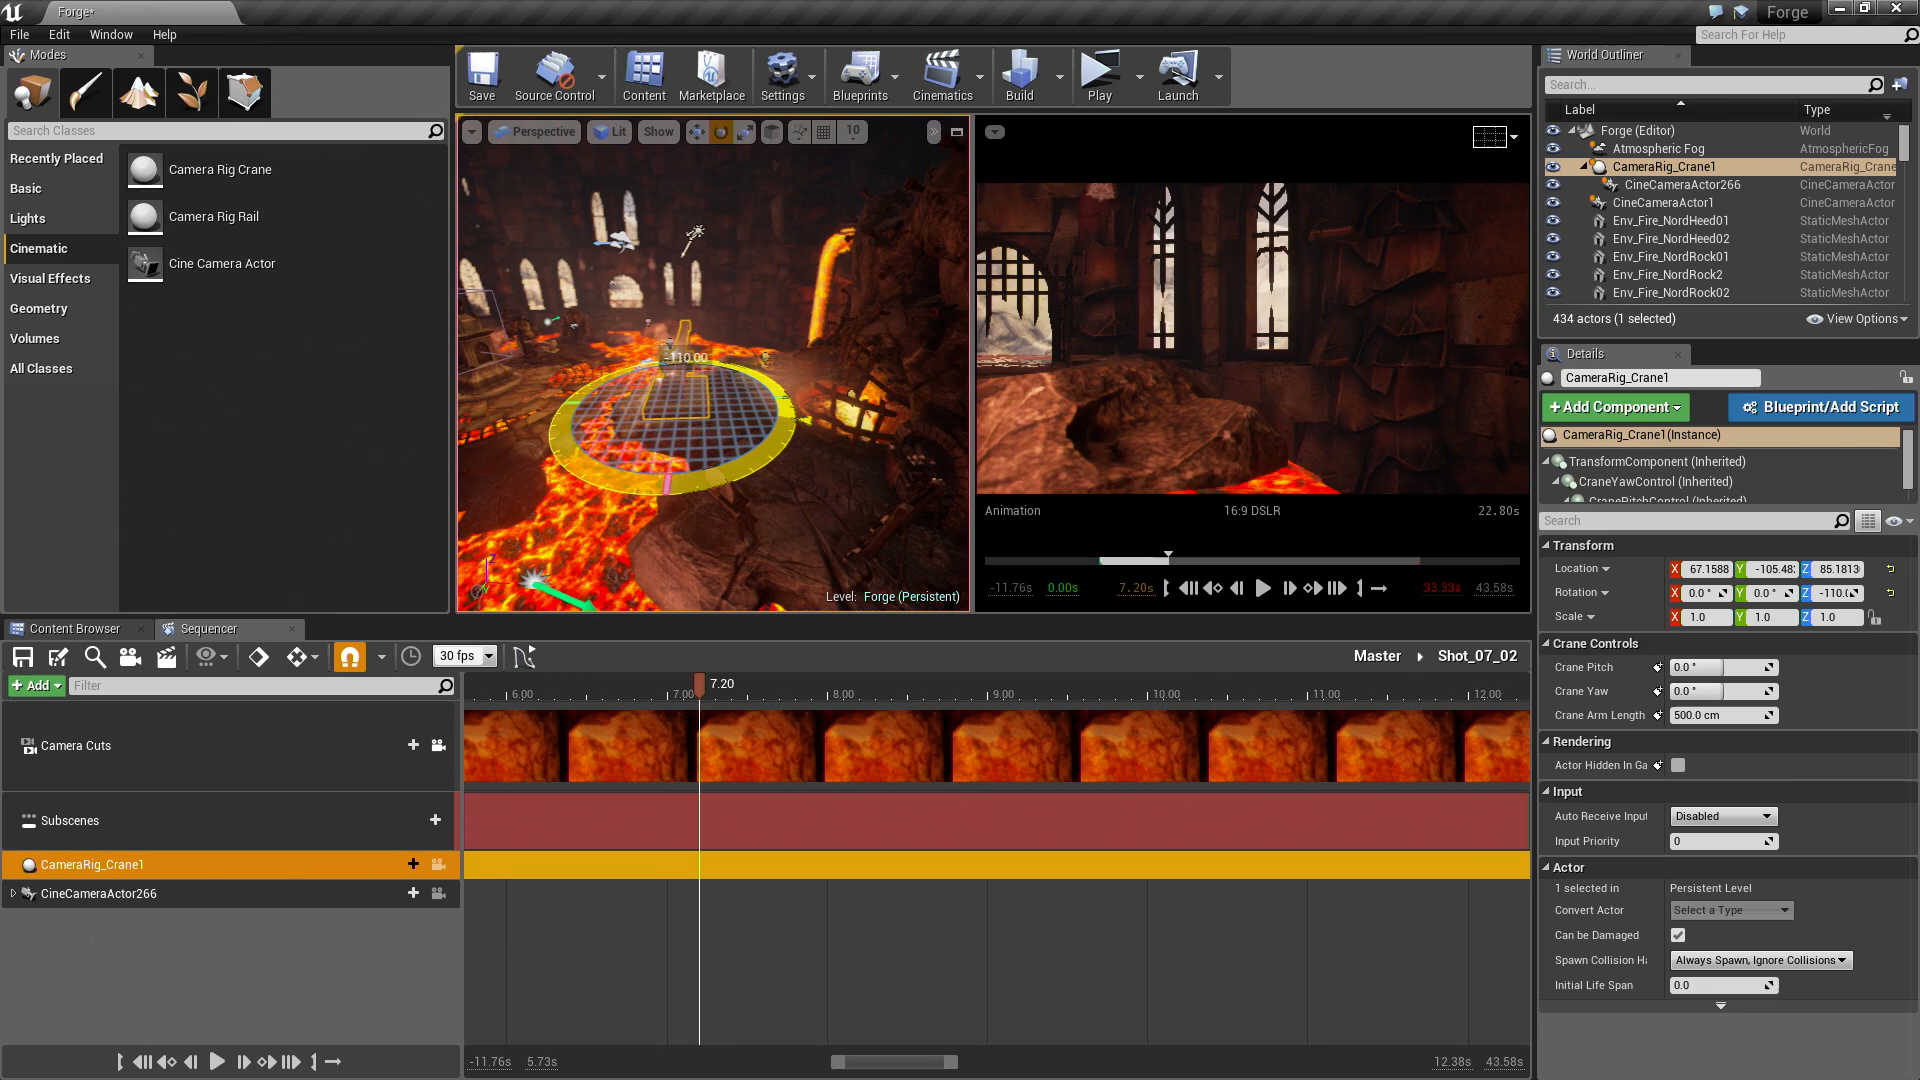 Forge*
Forge
File Edit Window Help
Search For Help
Modes
Search Classes
Recently Placed
Basic
Lights
Cinematic
Visual Effects
Geometry
Volumes
All Classes
Camera Rig Crane
Camera Rig Rail
Cine Camera Actor
Save Source Control Content Marketplace Settings Blueprints Cinematics Build Play Launch
Perspective Lit Show 10
-110.00
Level: Forge (Persistent)
Animation 16:9 DSLR 22.80s
-11.76s 0.00s 7.20s 33.33s 43.58s
World Outliner
Search...
Label Type
Forge (Editor) World
Atmospheric Fog AtmosphericFog
CameraRig_Crane1 CameraRig_Crane
CineCameraActor266 CineCameraActor
CineCameraActor1 CineCameraActor
Env_Fire_NordHeed01 StaticMeshActor
Env_Fire_NordHeed02 StaticMeshActor
Env_Fire_NordRock01 StaticMeshActor
Env_Fire_NordRock2 StaticMeshActor
Env_Fire_NordRock02 StaticMeshActor
434 actors (1 selected) View Options
Details
CameraRig_Crane1
+ Add Component Blueprint/Add Script
CameraRig_Crane1(Instance)
TransformComponent (Inherited)
CraneYawControl (Inherited)
CranePitchControl (Inherited)
Search
Transform
Location X 67.1588 Y -105.48 Z 85.1813
Rotation X 0.0 ° Y 0.0 ° Z -110.0
Scale X 1.0 Y 1.0 Z 1.0
Crane Controls
Crane Pitch 0.0 °
Crane Yaw 0.0 °
Crane Arm Length 500.0 cm
Rendering
Actor Hidden In Ga
Input
Auto Receive Input Disabled
Input Priority 0
Actor
1 selected in Persistent Level
Convert Actor Select a Type
Can be Damaged
Spawn Collision Ha Always Spawn, Ignore Collisions
Initial Life Span 0.0
Content Browser Sequencer
30 fps
Master Shot_07_02
+ Add Filter
7.20
6.00 7.00 8.00 9.00 10.00 11.00 12.00
Camera Cuts
Subscenes
CameraRig_Crane1
CineCameraActor266
-11.76s 5.73s 12.38s 43.58s